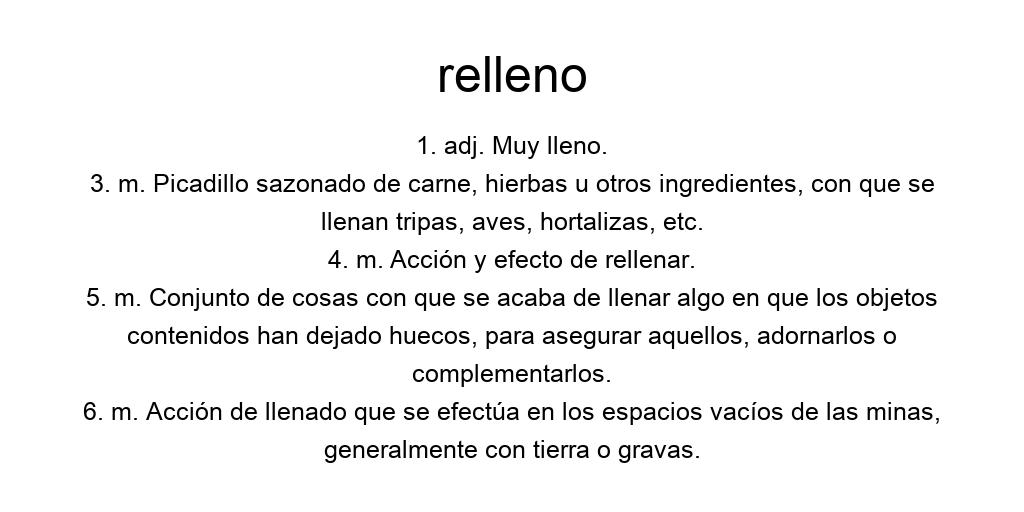 relleno
1. adj. Muy lleno.
3. m. Picadillo sazonado de carne, hierbas u otros ingredientes, con que se
llenan tripas, aves, hortalizas, etc.
4. m. Acción y efecto de rellenar.
5. m. Conjunto de cosas con que se acaba de llenar algo en que los objetos
contenidos han dejado huecos, para asegurar aquellos, adornarlos o
complementarlos.
6. m. Acción de llenado que se efectúa en los espacios vacíos de las minas,
generalmente con tierra o gravas.